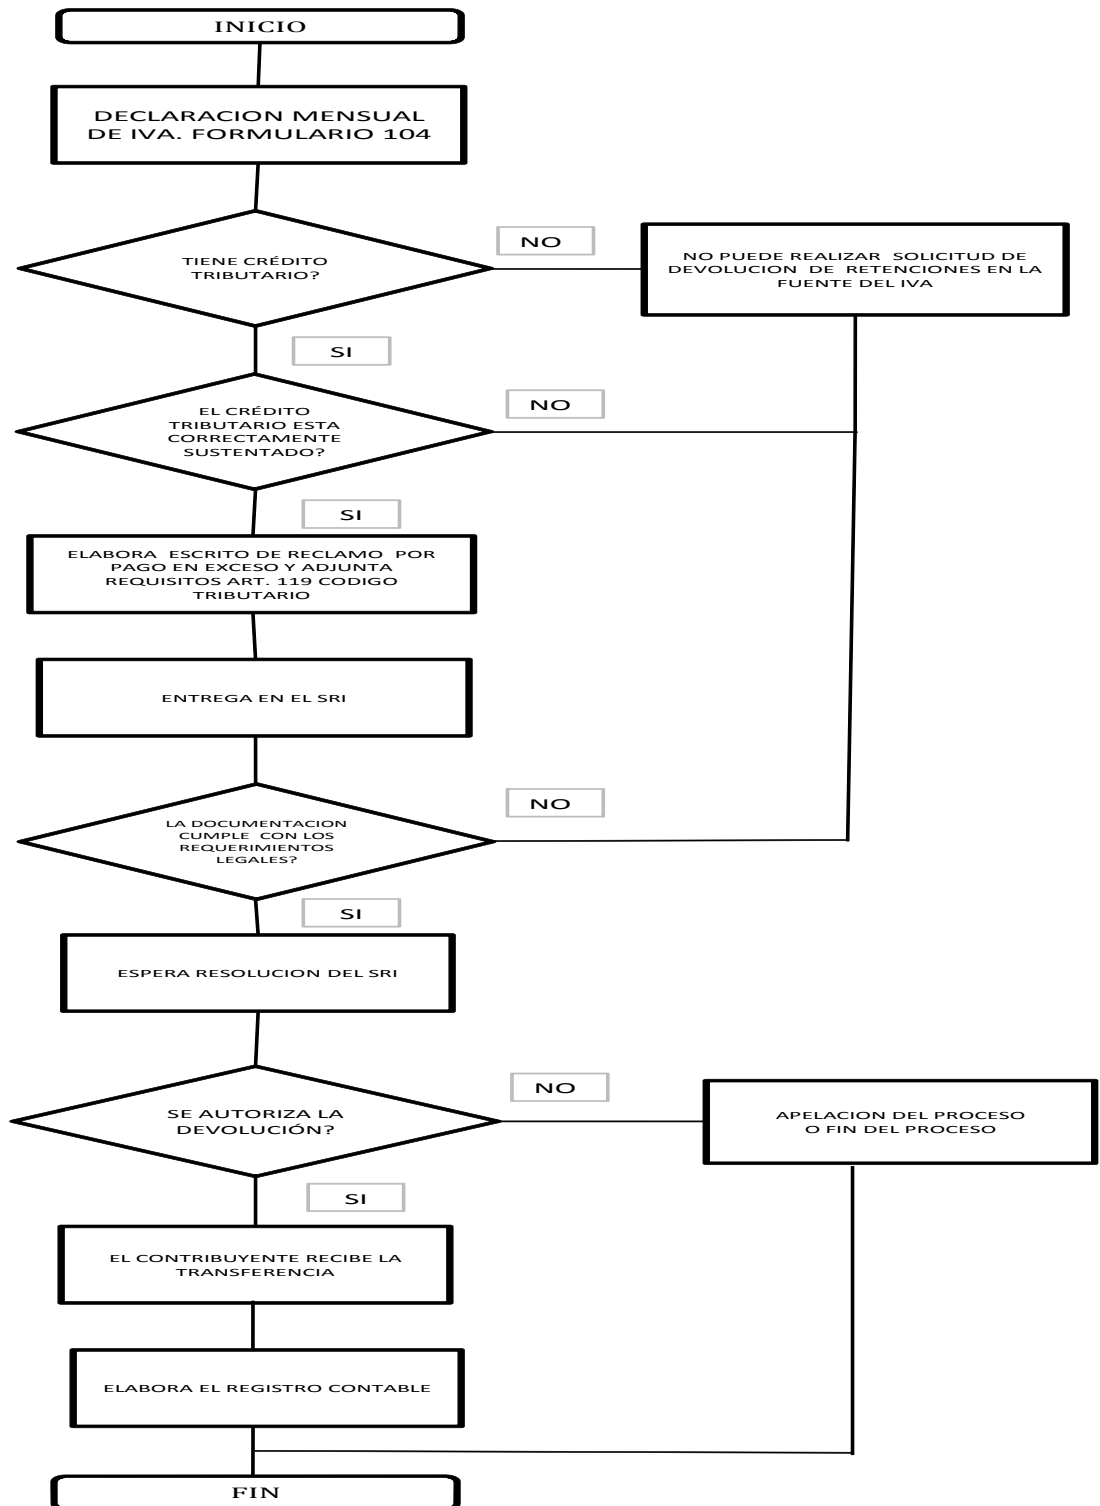 INICIO
DECLARACION MENSUAL
DE IVA. FORMULARIO 104
TIENE CRÉDITO
TRIBUTARIO?
NO
NO PUEDE REALIZAR SOLICITUD DE
DEVOLUCION DE RETENCIONES EN LA
FUENTE DEL IVA
SI
EL CRÉDITO
TRIBUTARIO ESTA
CORRECTAMENTE
SUSTENTADO?
NO
SI
ELABORA ESCRITO DE RECLAMO POR
PAGO EN EXCESO Y ADJUNTA
REQUISITOS ART. 119 CODIGO
TRIBUTARIO
ENTREGA EN EL SRI
LA DOCUMENTACION
CUMPLE CON LOS
REQUERIMIENTOS
LEGALES?
NO
SI
ESPERA RESOLUCION DEL SRI
SE AUTORIZA LA
DEVOLUCIÓN?
NO
APELACION DEL PROCESO
O FIN DEL PROCESO
SI
EL CONTRIBUYENTE RECIBE LA
TRANSFERENCIA
ELABORA EL REGISTRO CONTABLE
FIN